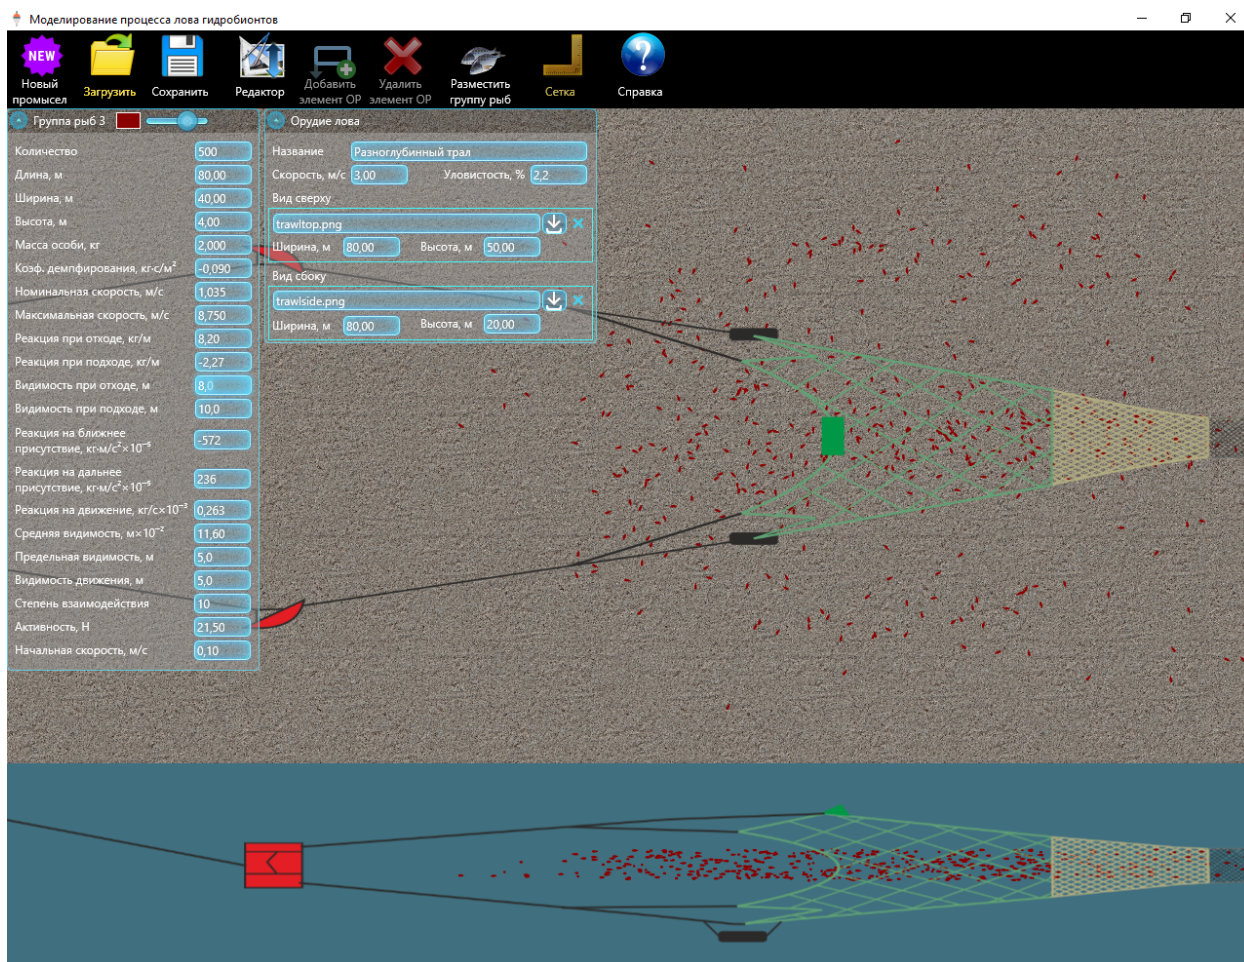 Моделирование процесса лова гидробионтов
NEW
Новый промысел
Загрузить
Сохранить
Редактор
Добавить элемент ОР
Удалить элемент ОР
Разместить группу рыб
Сетка
?
Справка
Группа рыб 3
Количество 500
Длина, м 80,00
Ширина, м 40,00
Высота, м 4,00
Масса особи, кг 2,000
Коэф. демпфирования, кг·с/м² -0,090
Номинальная скорость, м/с 1,035
Максимальная скорость, м/с 8,750
Реакция при отходе, кг/м 8,20
Реакция при подходе, кг/м -2,27
Видимость при отходе, м 8,0
Видимость при подходе, м 10,0
Реакция на ближнее
присутствие, кг·м/с²×10⁻⁵ -572
Реакция на дальнее
присутствие, кг·м/с²×10⁻⁵ 236
Реакция на движение, кг/с×10⁻³ 0,263
Средняя видимость, м×10⁻² 11,60
Предельная видимость, м 5,0
Видимость движения, м 5,0
Степень взаимодействия 10
Активность, Н 21,50
Начальная скорость, м/с 0,10
Орудие лова
Название Разноглубинный трал
Скорость, м/с 3,00 Уловистость, % 2,2
Вид сверху
trawltop.png
Ширина, м 80,00 Высота, м 50,00
Вид сбоку
trawlside.png
Ширина, м 80,00 Высота, м 20,00